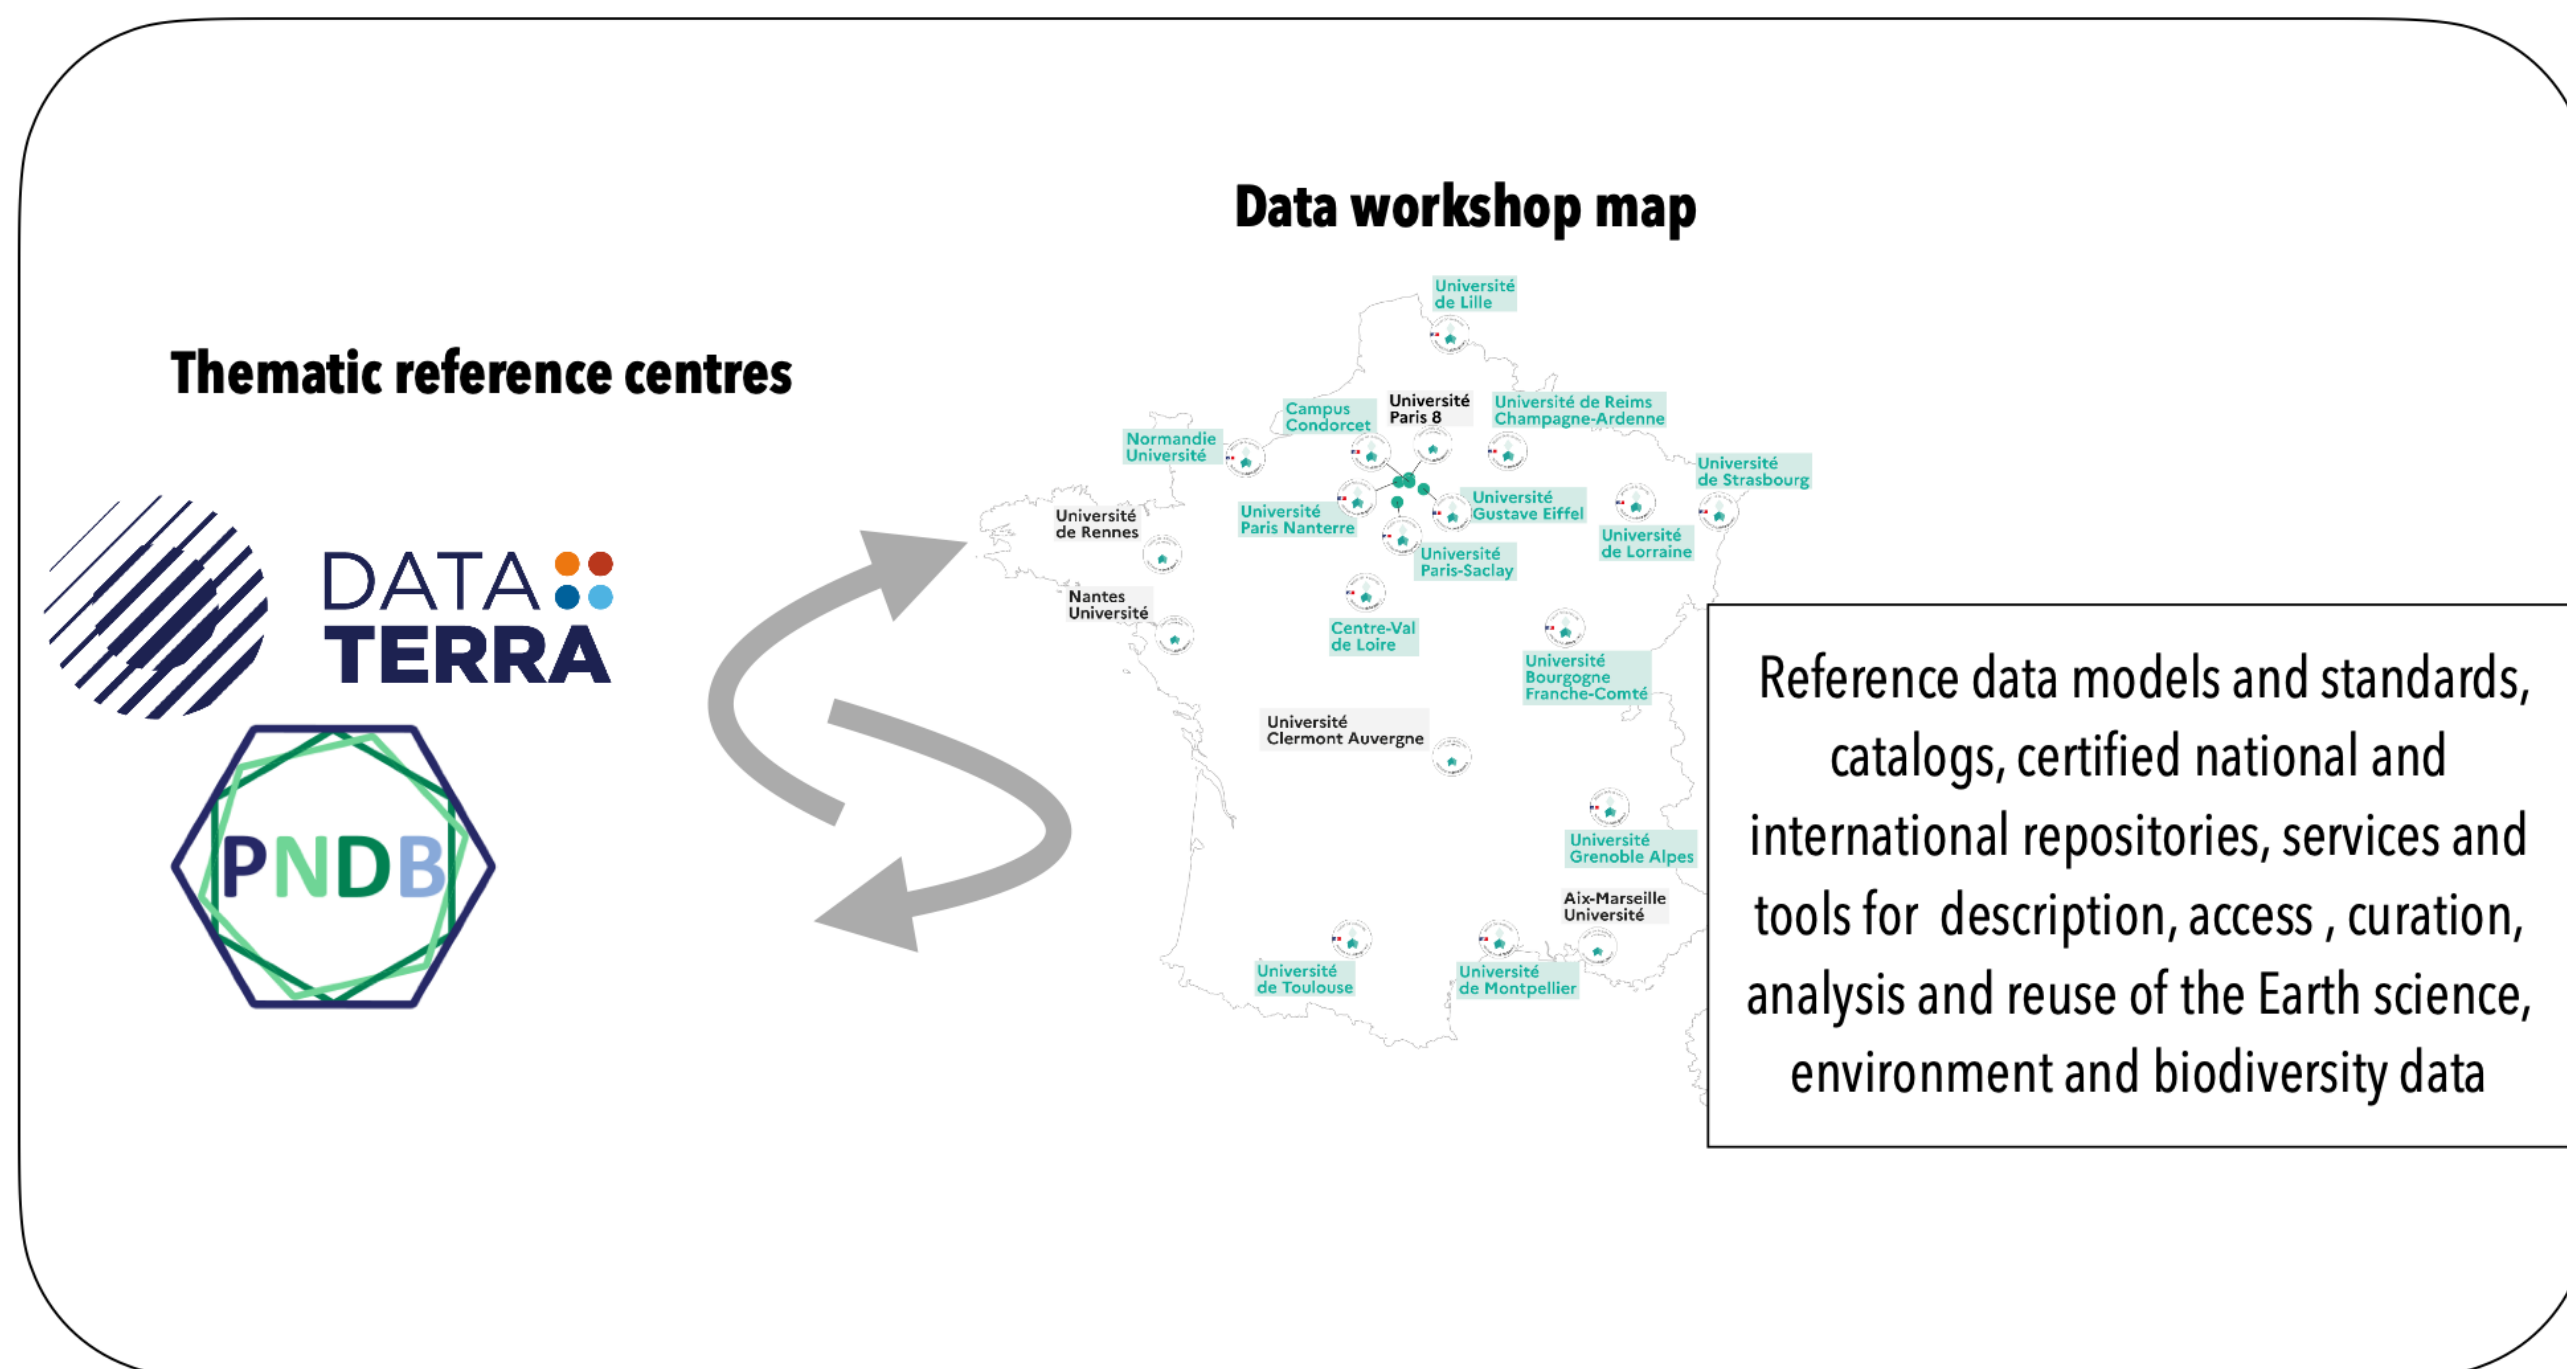 Data workshop map
Thematic reference centres
DATA
TERRA
PNDB
Université
de Lille
Campus
Condorcet
Université
Paris 8
Université de Reims
Champagne-Ardenne
Normandie
Université
Université
de Strasbourg
Université
Paris Nanterre
Université
Gustave Eiffel
Université
de Rennes
Université
de Lorraine
Université
Paris-Saclay
Nantes
Université
Centre-Val
de Loire
Université
Bourgogne
Franche-Comté
Université
Clermont Auvergne
Université
Grenoble Alpes
Aix-Marseille
Université
Université
de Toulouse
Université
de Montpellier
Reference data models and standards,
catalogs, certified national and
international repositories, services and
tools for description, access , curation,
analysis and reuse of the Earth science,
environment and biodiversity data